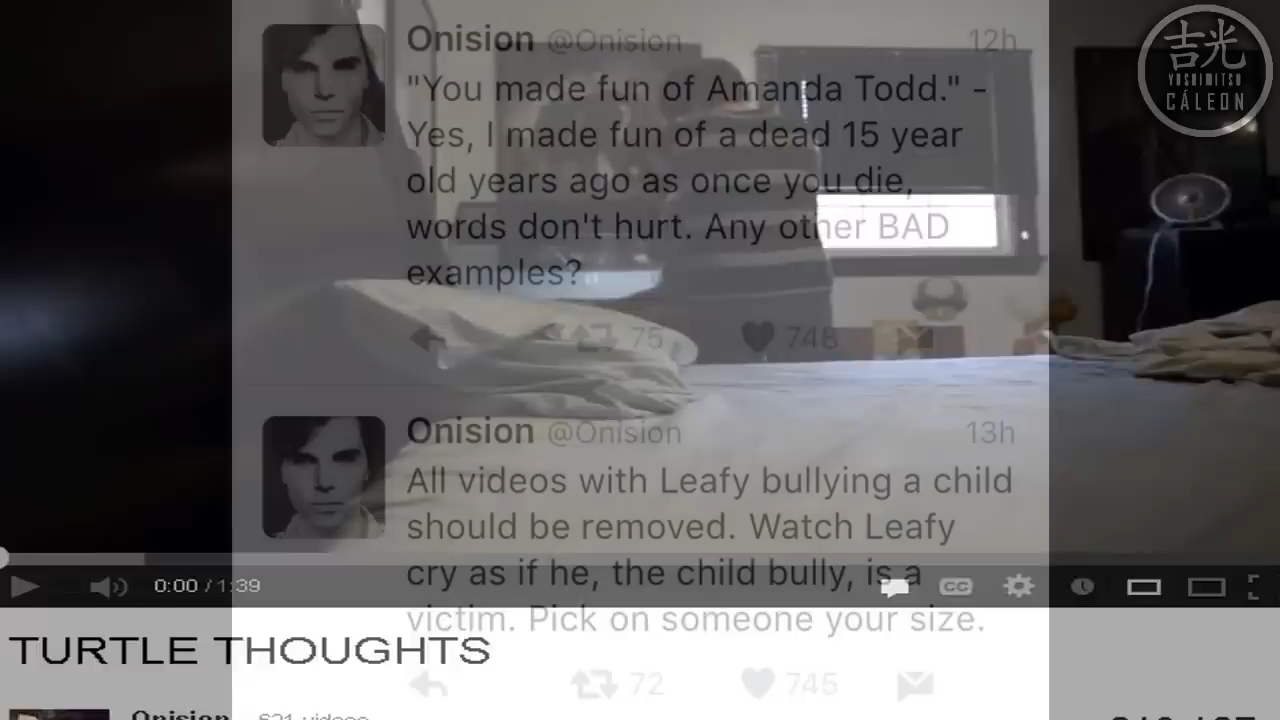 Onision @Onision 12h
"You made fun of Amanda Todd." -
Yes, I made fun of a dead 15 year
old years ago as once you die,
words don't hurt. Any other BAD
examples?
75 748
Onision @Onision 13h
All videos with Leafy bullying a child
should be removed. Watch Leafy
cry as if he, the child bully, is a
victim. Pick on someone your size.
72 745
吉光
YOSHIMITSU
CÁLEON
0:00 / 1:39
CC
TURTLE THOUGHTS
Onision 621 videos